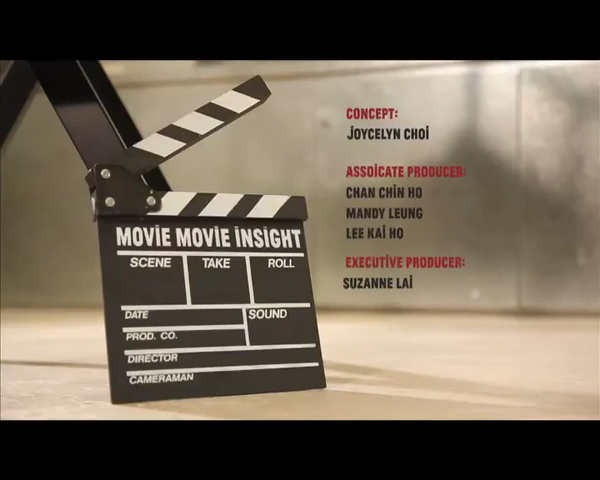 CONCEPT:
JOYCELYN CHOI
ASSOICATE PRODUCER:
CHAN CHIN HO
MANDY LEUNG
LEE KAI HO
EXECUTIVE PRODUCER:
SUZANNE LAI
MOVIE MOVIE INSIGHT
SCENE TAKE ROLL
DATE SOUND
PROD. CO.
DIRECTOR
CAMERAMAN